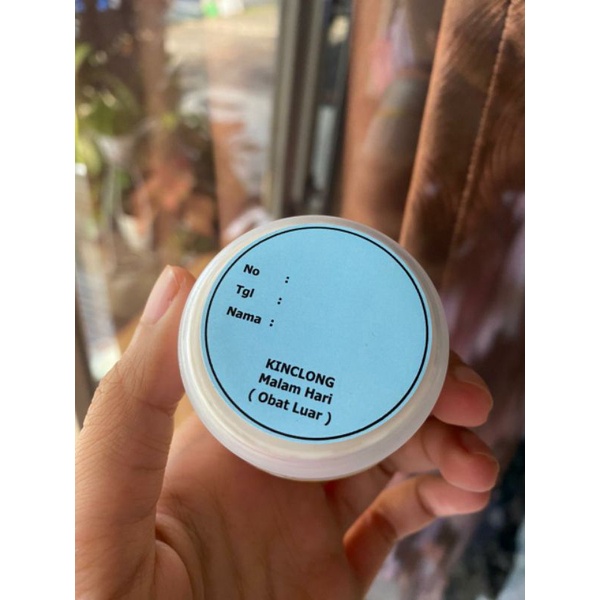 No :
Tgl :
Nama :
KINCLONG
Malam Hari
( Obat Luar )